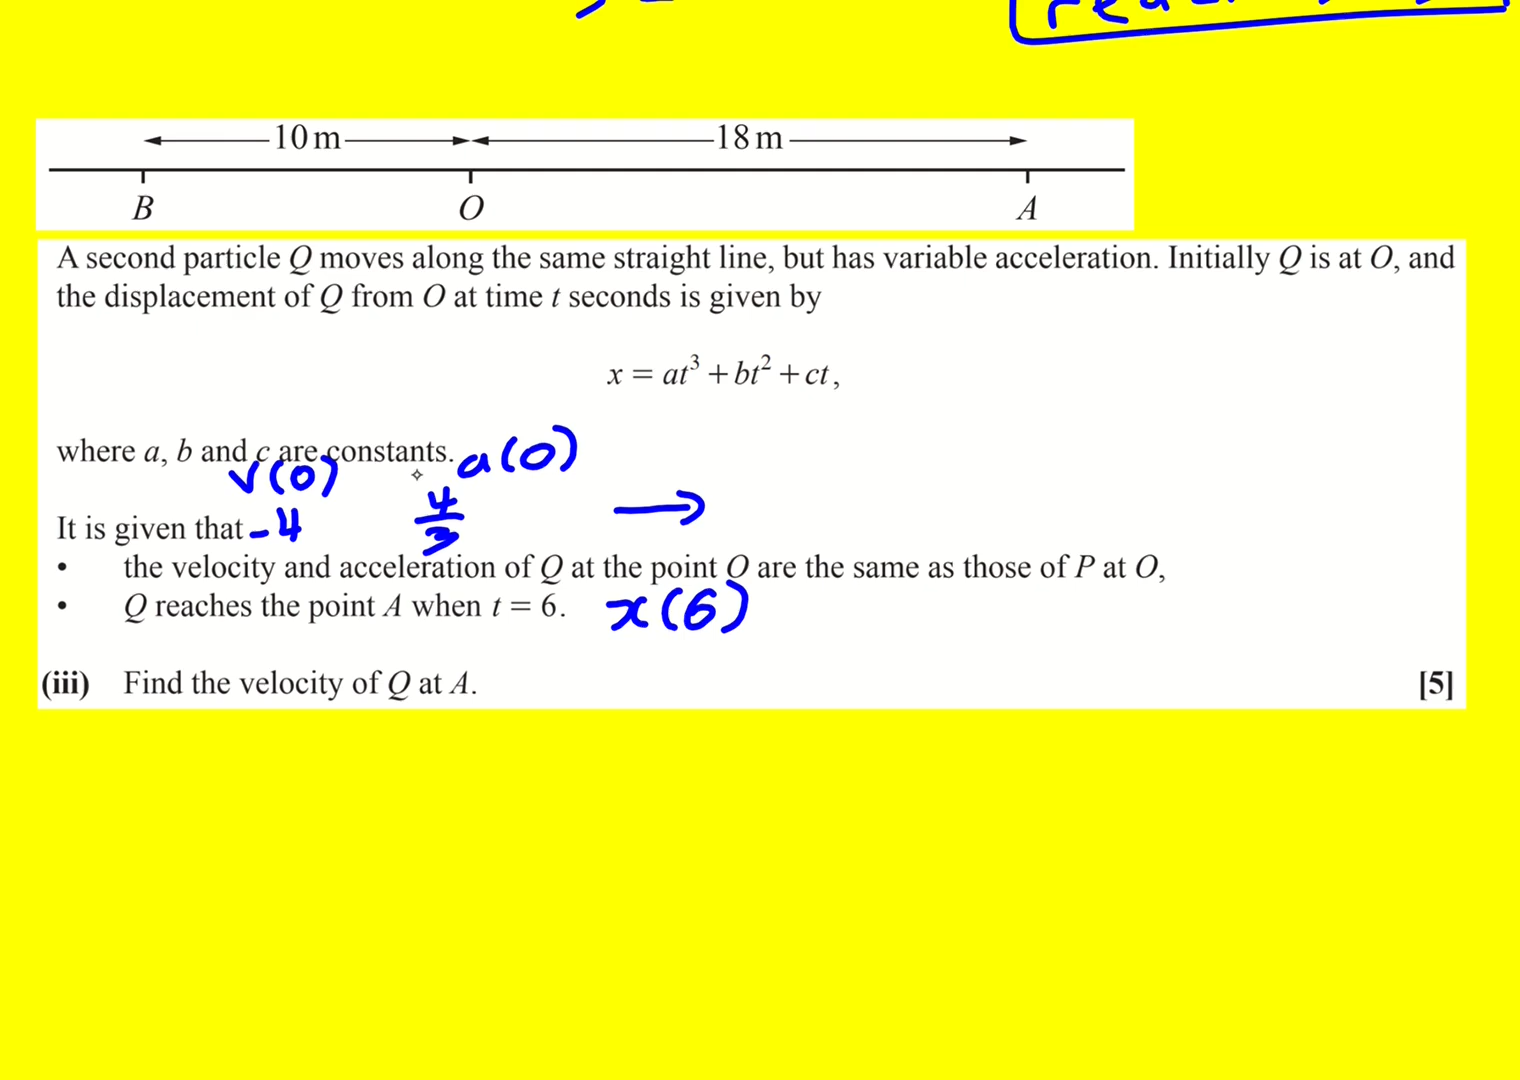 10 m 18 m
B O A
A second particle Q moves along the same straight line, but has variable acceleration. Initially Q is at O, and
the displacement of Q from O at time t seconds is given by
x = at³ + bt² + ct,
where a, b and c are constants.
v(0) a(0)
It is given that -4 4/3 →
• the velocity and acceleration of Q at the point O are the same as those of P at O,
• Q reaches the point A when t = 6. x(6)
(iii) Find the velocity of Q at A. [5]